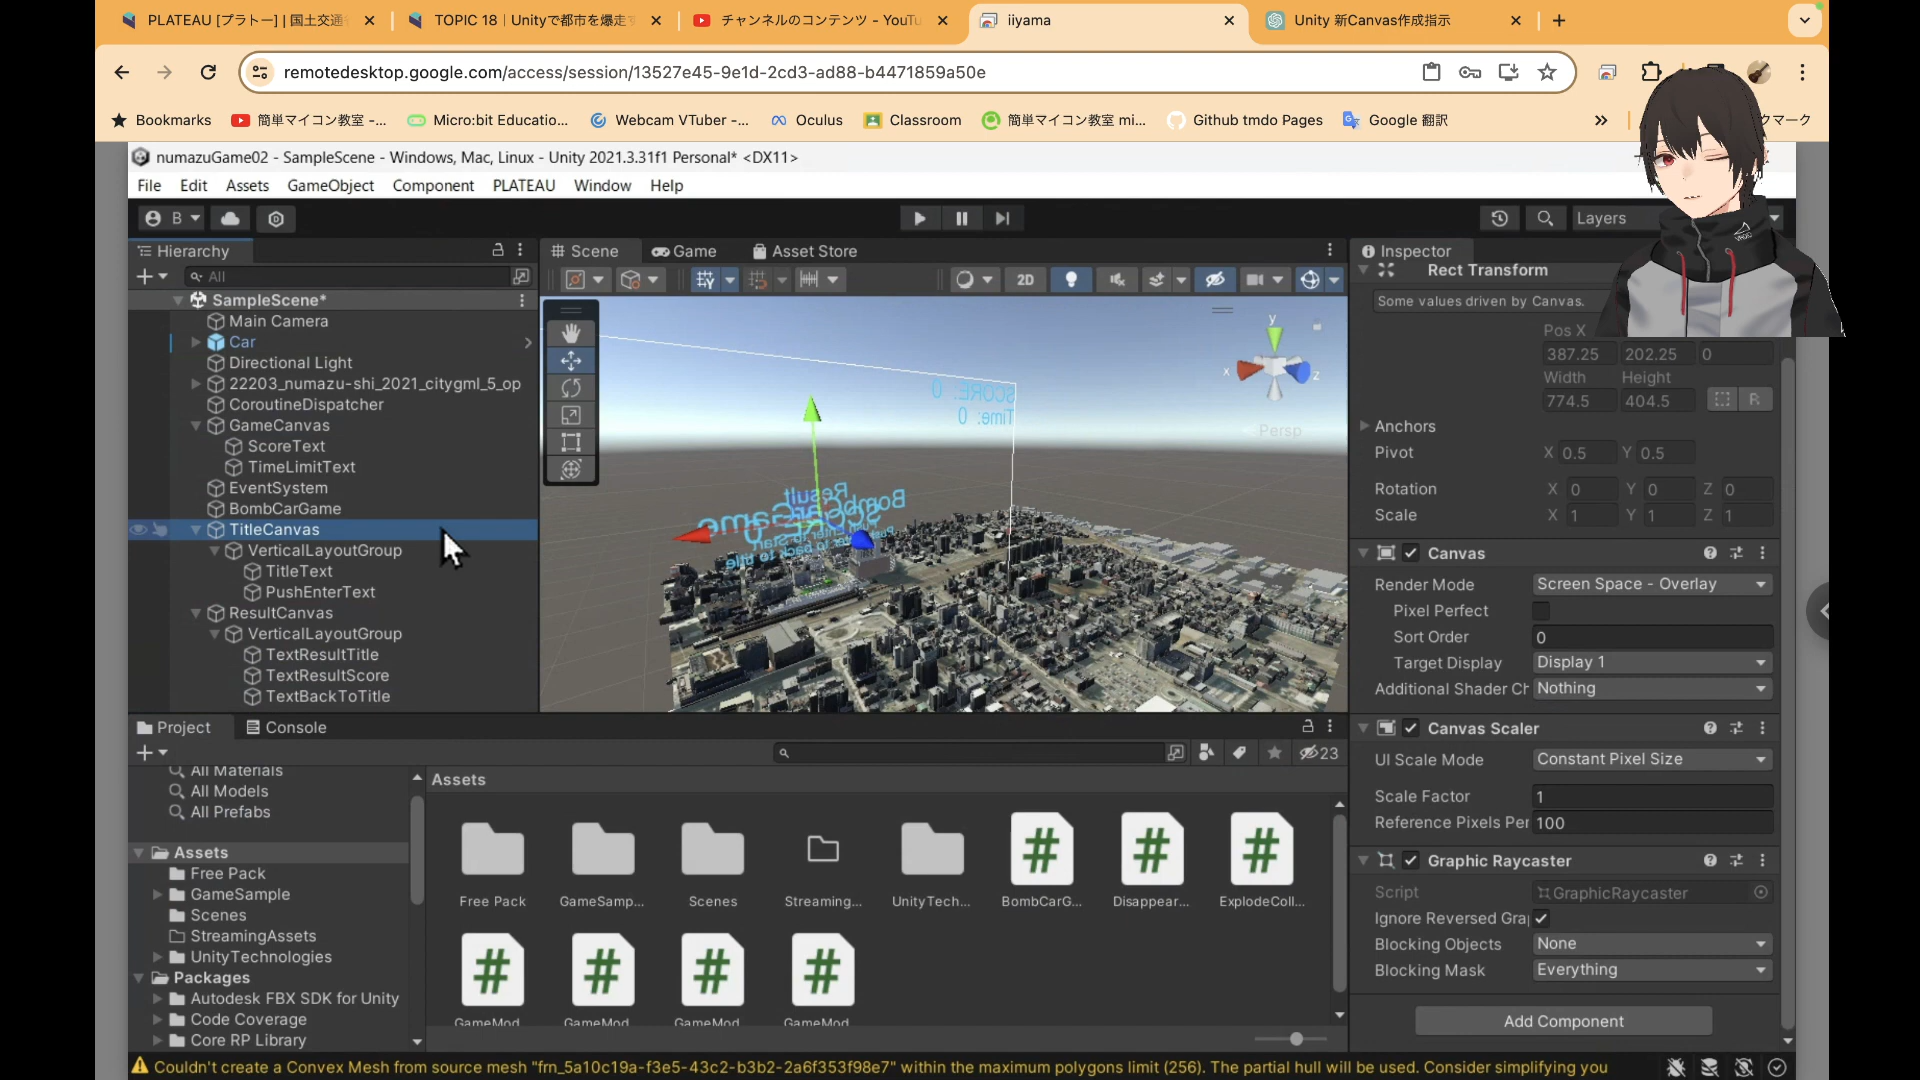 PLATEAU [プラトー] | 国土交通
TOPIC 18｜Unityで都市を爆走
チャンネルのコンテンツ - YouTu
iiyama
Unity 新Canvas作成指示
remotedesktop.google.com/access/session/13527e45-9e1d-2cd3-ad88-b4471859a50e
Bookmarks
簡単マイコン教室 -...
Micro:bit Educatio...
Webcam VTuber -...
Oculus
Classroom
簡単マイコン教室 mi...
Github tmdo Pages
Google 翻訳
クマーク
numazuGame02 - SampleScene - Windows, Mac, Linux - Unity 2021.3.31f1 Personal* <DX11>
File Edit Assets GameObject Component PLATEAU Window Help
B
Layers
Hierarchy
All
SampleScene*
Main Camera
Car
Directional Light
22203_numazu-shi_2021_citygml_5_op
CoroutineDispatcher
GameCanvas
ScoreText
TimeLimitText
EventSystem
BombCarGame
TitleCanvas
VerticalLayoutGroup
TitleText
PushEnterText
ResultCanvas
VerticalLayoutGroup
TextResultTitle
TextResultScore
TextBackToTitle
Scene
Game
Asset Store
2D
y
x
z
Persp
SCORE: 0
Time: 0
Result
BombCarGame
Inspector
Rect Transform
Some values driven by Canvas.
Pos X
387.25 202.25 0
Width Height
774.5 404.5 R
Anchors
Pivot X 0.5 Y 0.5
Rotation X 0 Y 0 Z 0
Scale X 1 Y 1 Z 1
Canvas
Render Mode Screen Space - Overlay
Pixel Perfect
Sort Order 0
Target Display Display 1
Additional Shader Ch Nothing
Canvas Scaler
UI Scale Mode Constant Pixel Size
Scale Factor 1
Reference Pixels Per 100
Graphic Raycaster
Script GraphicRaycaster
Ignore Reversed Gra
Blocking Objects None
Blocking Mask Everything
Add Component
Project
Console
23
All Materials
All Models
All Prefabs
Assets
Free Pack
GameSample
Scenes
StreamingAssets
UnityTechnologies
Packages
Autodesk FBX SDK for Unity
Code Coverage
Core RP Library
Assets
Free Pack
GameSamp...
Scenes
Streaming...
UnityTech...
BombCarG...
Disappear...
ExplodeColl...
GameMod
GameMod
GameMod
GameMod
Couldn't create a Convex Mesh from source mesh "frn_5a10c19a-f3e5-43c2-b3b2-2a6f353f98e7" within the maximum polygons limit (256). The partial hull will be used. Consider simplifying you